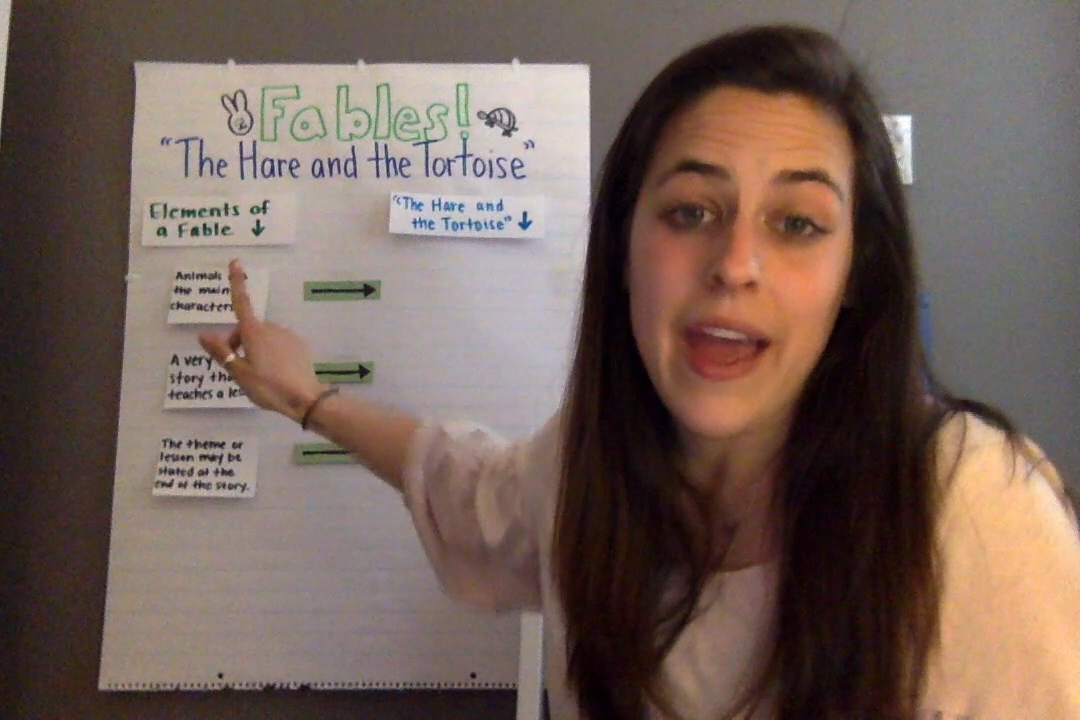 Fables!
"The Hare and the Tortoise"
Elements of
a Fable ↓
"The Hare and
the Tortoise" ↓
Animals
the main
characters
A very
story
teaches a
The theme or
lesson may be
stated at the
end of the story.